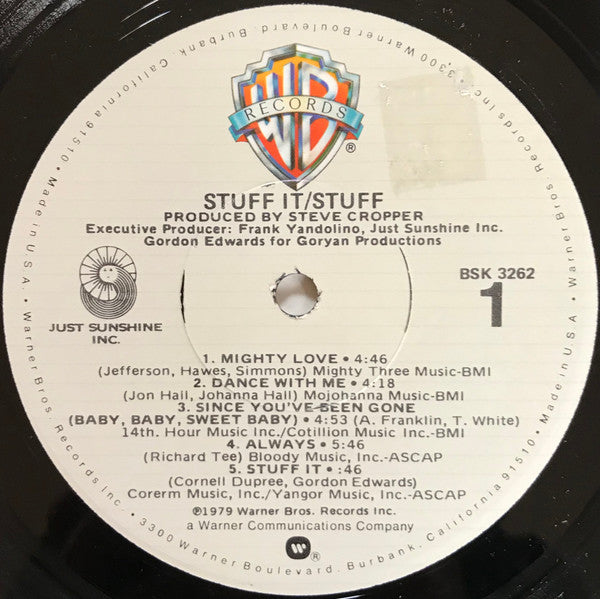 3300 Warner Boulevard, Burbank, California 91510 • Made in U.S.A. • Warner Bros. Records Inc. • 3300 Warner Boulevard, Burbank, California 91510 • Made in U.S.A. • Warner Bros. Records Inc. •
WB
RECORDS
®
STUFF IT/STUFF
PRODUCED BY STEVE CROPPER
Executive Producer: Frank Yandolino, Just Sunshine Inc.
Gordon Edwards for Goryan Productions
BSK 3262
1
JUST SUNSHINE
INC.
1. MIGHTY LOVE • 4:46
(Jefferson, Hawes, Simmons) Mighty Three Music-BMI
2. DANCE WITH ME • 4:18
(Jon Hall, Johanna Hall) Mojohanna Music-BMI
3. SINCE YOU'VE BEEN GONE
(BABY, BABY, SWEET BABY) • 4:53 (A. Franklin, T. White)
14th. Hour Music Inc./Cotillion Music Inc.-BMI
4. ALWAYS • 5:46
(Richard Tee) Bloody Music, Inc.-ASCAP
5. STUFF IT • :46
(Cornell Dupree, Gordon Edwards)
Corerm Music, Inc./Yangor Music, Inc.-ASCAP
℗1979 Warner Bros. Records Inc.
a Warner Communications Company
W ®